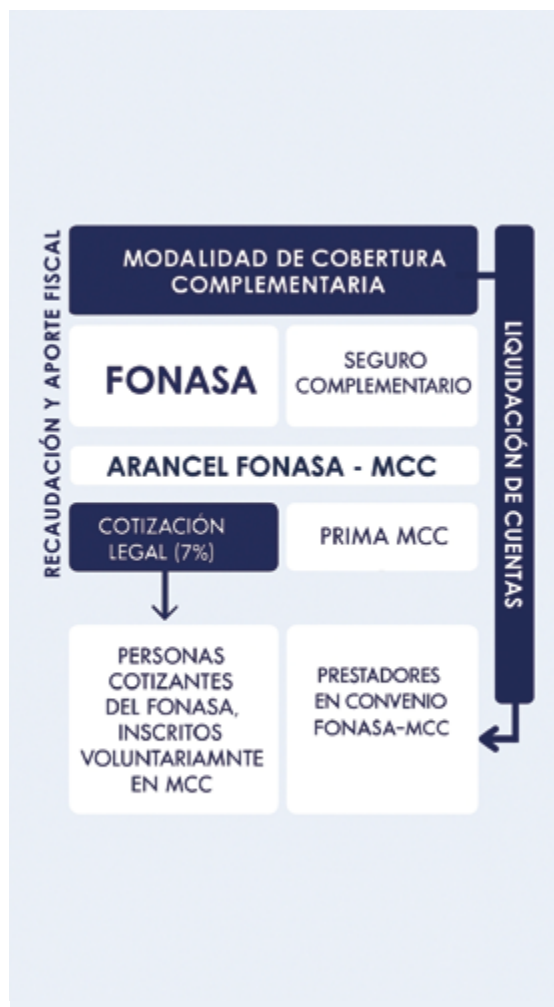 RECAUDACIÓN Y APORTE FISCAL
MODALIDAD DE COBERTURA
COMPLEMENTARIA
FONASA
SEGURO
COMPLEMENTARIO
ARANCEL FONASA - MCC
COTIZACIÓN
LEGAL (7%)
PRIMA MCC
PERSONAS
COTIZANTES
DEL FONASA,
INSCRITOS
VOLUNTARIAMNTE
EN MCC
PRESTADORES
EN CONVENIO
FONASA-MCC
LIQUIDACIÓN DE CUENTAS